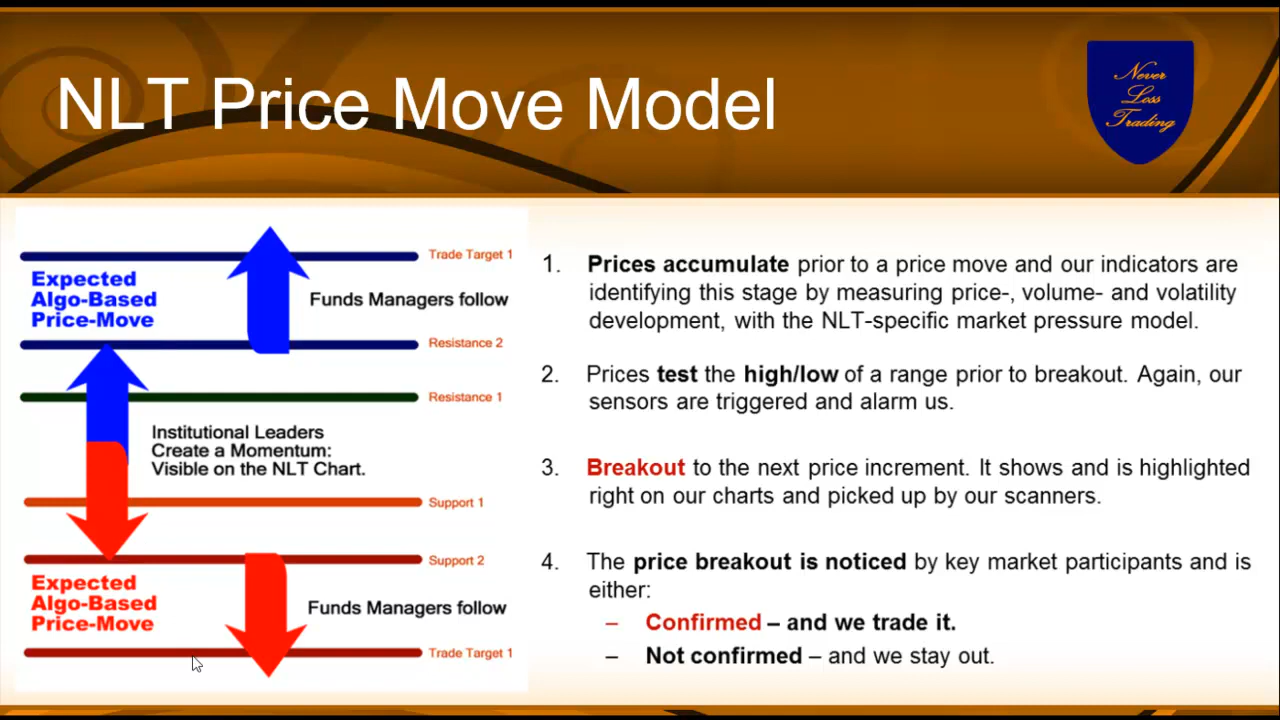 NLT Price Move Model
Never
Loss
Trading
Trade Target 1
Expected
Algo-Based
Price-Move
Funds Managers follow
Resistance 2
Resistance 1
Institutional Leaders
Create a Momentum:
Visible on the NLT Chart.
Support 1
Support 2
Expected
Algo-Based
Price-Move
Funds Managers follow
Trade Target 1
1. Prices accumulate prior to a price move and our indicators are
identifying this stage by measuring price-, volume- and volatility
development, with the NLT-specific market pressure model.
2. Prices test the high/low of a range prior to breakout. Again, our
sensors are triggered and alarm us.
3. Breakout to the next price increment. It shows and is highlighted
right on our charts and picked up by our scanners.
4. The price breakout is noticed by key market participants and is
either:
– Confirmed – and we trade it.
– Not confirmed – and we stay out.